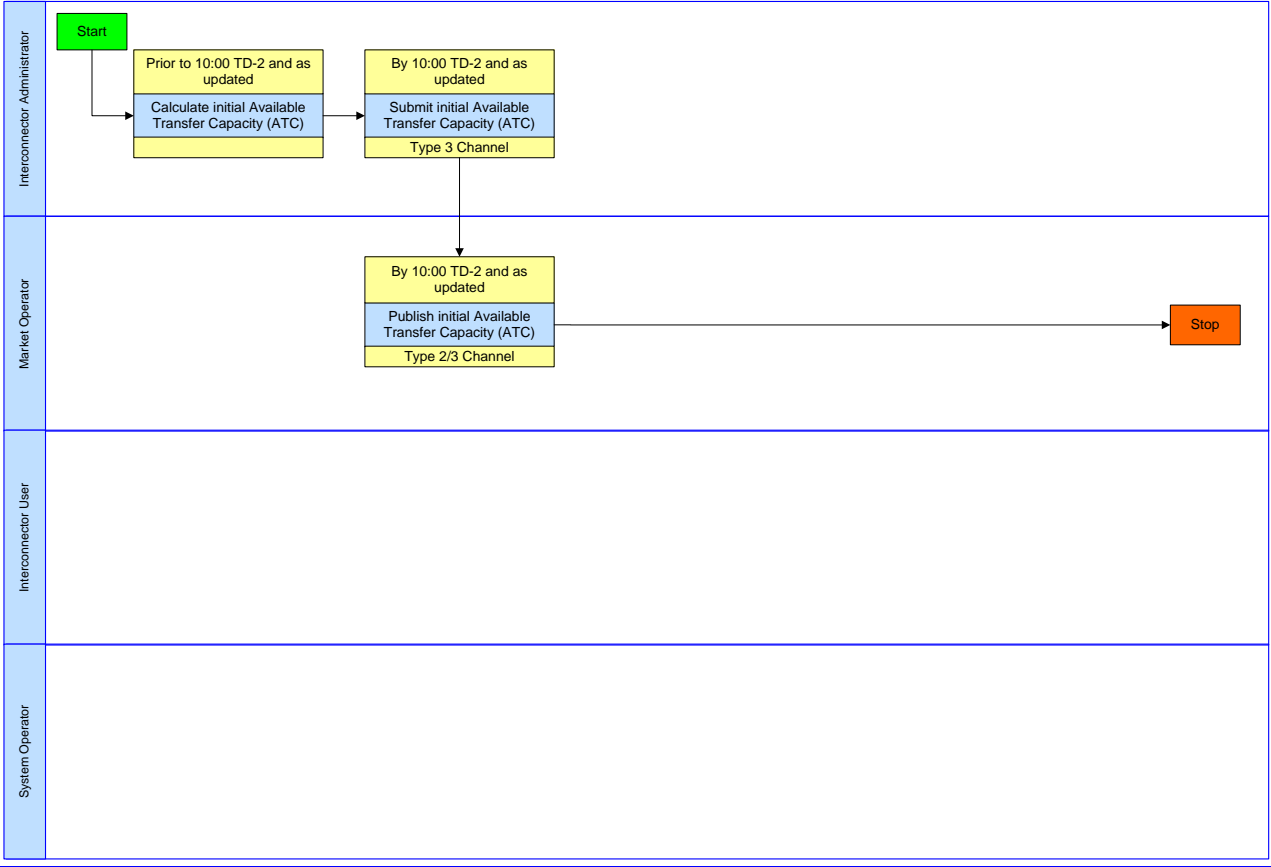 Interconnector Administrator
Start
Prior to 10:00 TD-2 and as
updated
Calculate initial Available
Transfer Capacity (ATC)
By 10:00 TD-2 and as
updated
Submit initial Available
Transfer Capacity (ATC)
Type 3 Channel
Market Operator
By 10:00 TD-2 and as
updated
Publish initial Available
Transfer Capacity (ATC)
Type 2/3 Channel
Stop
Interconnector User
System Operator